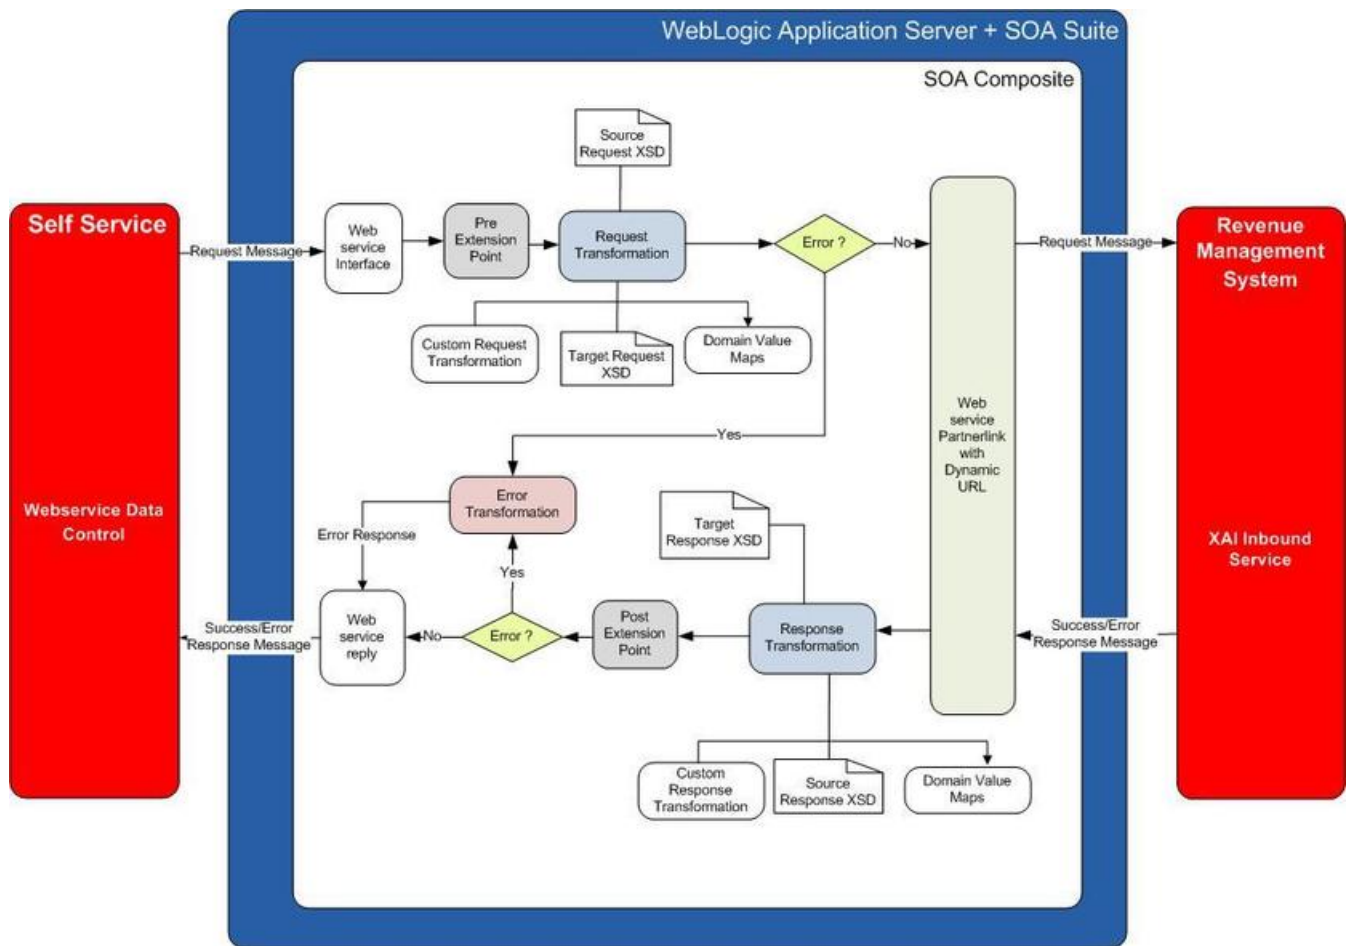 WebLogic Application Server + SOA Suite
SOA Composite
Source
Request XSD
Self Service
Web
service
Interface
Pre
Extension
Point
Request
Transformation
Error ?
No
Request Message
Request Message
Revenue
Management
System
Custom Request
Transformation
Target Request
XSD
Domain Value
Maps
Yes
Web
service
Partnerlink
with
Dynamic
URL
Error
Transformation
Webservice Data
Control
Error Response
Target
Response XSD
XAI Inbound
Service
Yes
Success/Error
Response Message
Web
service
reply
No
Error ?
Post
Extension
Point
Response
Transformation
Success/Error
Response Message
Custom
Response
Transformation
Source
Response XSD
Domain Value
Maps